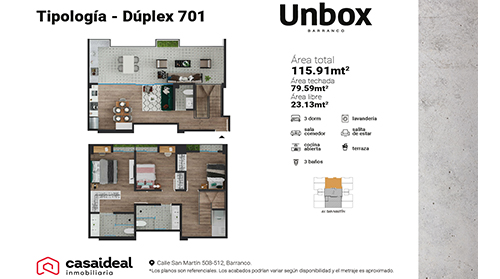 Tipología - Dúplex 701
Unbox
BARRANCO
Área total
115.91mt²
Área techada
79.59mt²
Área libre
23.13mt²
3 dorm
lavandería
sala
comedor
salita
de estar
cocina
abierta
terraza
3 baños
AV. SAN MARTÍN
casaideal
inmobiliaria
Calle San Martín 508-512, Barranco.
*Los planos son referenciales. Los acabados podrían variar según disponibilidad y el metraje es aproximado.